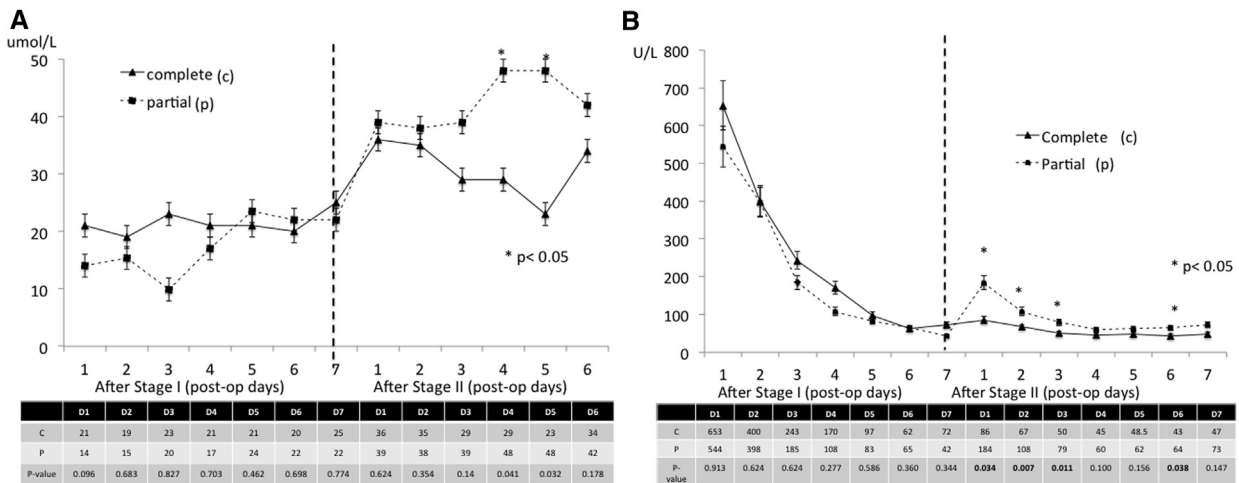 A
umol/L
50
40
30
20
10
0
complete (c)
partial (p)
*
*
* p< 0.05
1 2 3 4 5 6 7 1 2 3 4 5 6
After Stage I (post-op days) After Stage II (post-op days)
D1 D2 D3 D4 D5 D6 D7 D1 D2 D3 D4 D5 D6
C 21 19 23 21 21 20 25 36 35 29 29 23 34
P 14 15 20 17 24 22 22 39 38 39 48 48 42
P-value 0.096 0.683 0.827 0.703 0.462 0.698 0.774 0.624 0.354 0.14 0.041 0.032 0.178
B
U/L
800
700
600
500
400
300
200
100
0
Complete (c)
Partial (p)
*
*
*
*
* p< 0.05
1 2 3 4 5 6 7 1 2 3 4 5 6 7
After Stage I (post-op days) After Stage II (post-op days)
D1 D2 D3 D4 D5 D6 D7 D1 D2 D3 D4 D5 D6 D7
C 653 400 243 170 97 62 72 86 67 50 45 48.5 43 47
P 544 398 185 108 83 65 42 184 108 79 60 62 64 73
P-
value 0.913 0.624 0.624 0.277 0.586 0.360 0.344 0.034 0.007 0.011 0.100 0.156 0.038 0.147